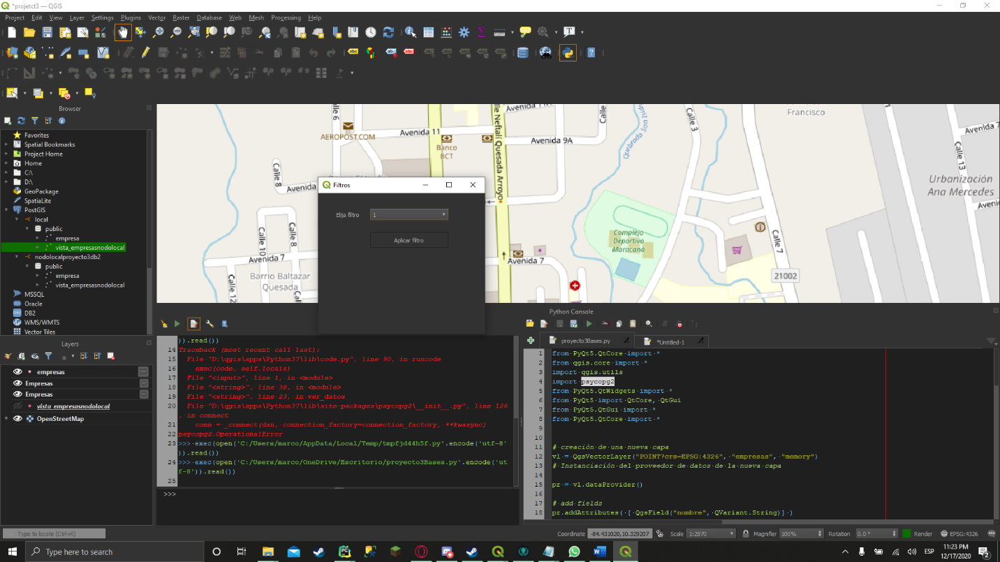 *projetct3 — QGIS
Project Edit View Layer Settings Plugins Vector Raster Database Web Mesh Processing Help
Browser
Favorites
Spatial Bookmarks
Project Home
Home
C:\
D:\
GeoPackage
SpatiaLite
PostGIS
local
public
empresa
vista_empresasnodolocal
nodolocalproyecto3db2
public
empresa
vista_empresasnodolocal
MSSQL
Oracle
DB2
WMS/WMTS
Vector Tiles
Layers
empresas
Empresas
Empresas
vista_empresasnodolocal
OpenStreetMap
Calle 6
AEROPOST.COM
Avenida 11
Banco
BCT
Calle 8
Avenida
Calle 10
Calle 8
Avenida 7
Barrio Baltazar
Quesada
Calle 12
Calle Neftalí Quesada Arroyo
Avenida 11A
Calle
Avenida 9A
Quebrada San Isidro
Calle 3
Francisco
Avenida 7
Calle 13
Urbanización
Ana Mercedes
Avenida
Complejo
Deportivo
Maracaná
Calle 7
Avenida 7
21002
Filtros
Elija filtro
1
Aplicar filtro
Python Console
)).read())
14 Traceback (most recent call last):
15 File "D:\qgis\apps\Python37\lib\code.py", line 90, in runcode
16 exec(code, self.locals)
17 File "<input>", line 1, in <module>
18 File "<string>", line 38, in <module>
19 File "<string>", line 23, in ver_datos
20 File "D:\qgis\apps\Python37\lib\site-packages\psycopg2\__init__.py", line 126
, in connect
21 conn = _connect(dsn, connection_factory=connection_factory, **kwasync)
22 psycopg2.OperationalError
23 >>> exec(open('C:/Users/marco/AppData/Local/Temp/tmpfjd44h5f.py'.encode('utf-8'
)).read())
24 >>> exec(open('C:/Users/marco/OneDrive/Escritorio/proyecto3Bases.py'.encode('ut
f-8')).read())
25
>>>
proyecto3Bases.py
*Untitled-1
1 from PyQt5.QtCore import *
2 from qgis.core import *
3 import qgis.utils
4 import psycopg2
5 from PyQt5.QtWidgets import *
6 from PyQt5 import QtCore, QtGui
7 from PyQt5.QtGui import *
8 from PyQt5.QtCore import *
9
10
11 # creación de una nueva capa
12 vl = QgsVectorLayer("POINT?crs=EPSG:4326", "empresas", "memory")
13 # Instanciación del proveedor de datos de la nueva capa
14
15 pr = vl.dataProvider()
16
17 # add fields
18 pr.addAttributes( [ QgsField("nombre", QVariant.String)] )
Type to locate (Ctrl+K)
Coordinate -84.431020,10.329207 Scale 1:2870 Magnifier 100% Rotation 0.0 ° Render EPSG:4326
Type here to search
ESP
11:23 PM
12/17/2020
2